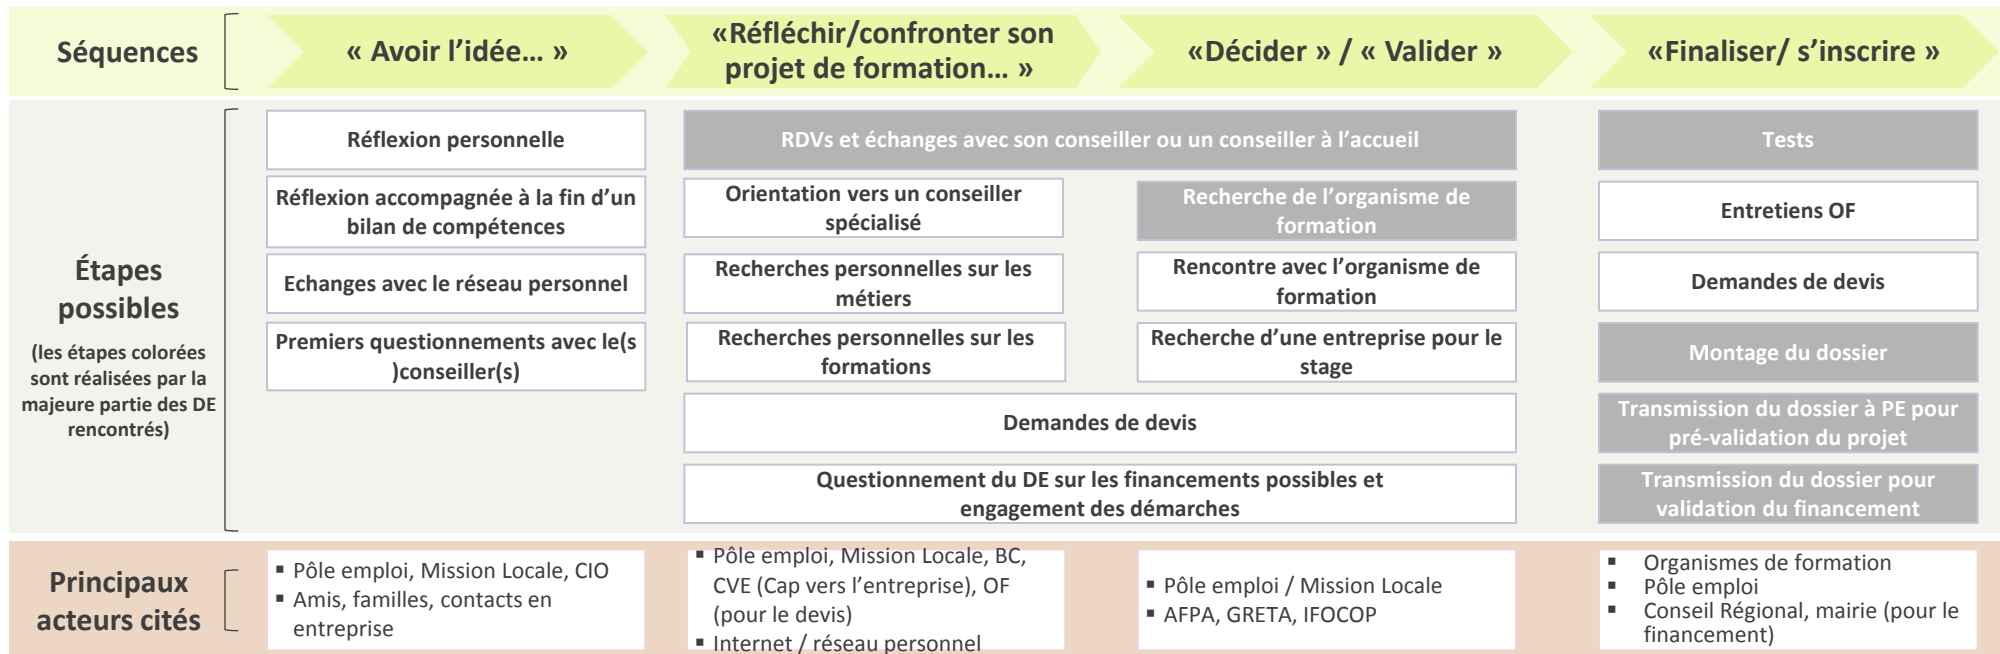 Séquences
« Avoir l’idée… »
«Réfléchir/confronter son
projet de formation… »
«Décider » / « Valider »
«Finaliser/ s’inscrire »
Étapes
possibles
(les étapes colorées
sont réalisées par la
majeure partie des DE
rencontrés)
Réflexion personnelle
Réflexion accompagnée à la fin d’un
bilan de compétences
Echanges avec le réseau personnel
Premiers questionnements avec le(s
)conseiller(s)
RDVs et échanges avec son conseiller ou un conseiller à l’accueil
Orientation vers un conseiller
spécialisé
Recherches personnelles sur les
métiers
Recherches personnelles sur les
formations
Recherche de l’organisme de
formation
Rencontre avec l’organisme de
formation
Recherche d’une entreprise pour le
stage
Demandes de devis
Questionnement du DE sur les financements possibles et
engagement des démarches
Tests
Entretiens OF
Demandes de devis
Montage du dossier
Transmission du dossier à PE pour
pré-validation du projet
Transmission du dossier pour
validation du financement
Principaux
acteurs cités
▪ Pôle emploi, Mission Locale, CIO
▪ Amis, familles, contacts en
entreprise
▪ Pôle emploi, Mission Locale, BC,
CVE (Cap vers l’entreprise), OF
(pour le devis)
▪ Internet / réseau personnel
▪ Pôle emploi / Mission Locale
▪ AFPA, GRETA, IFOCOP
▪ Organismes de formation
▪ Pôle emploi
▪ Conseil Régional, mairie (pour le
financement)